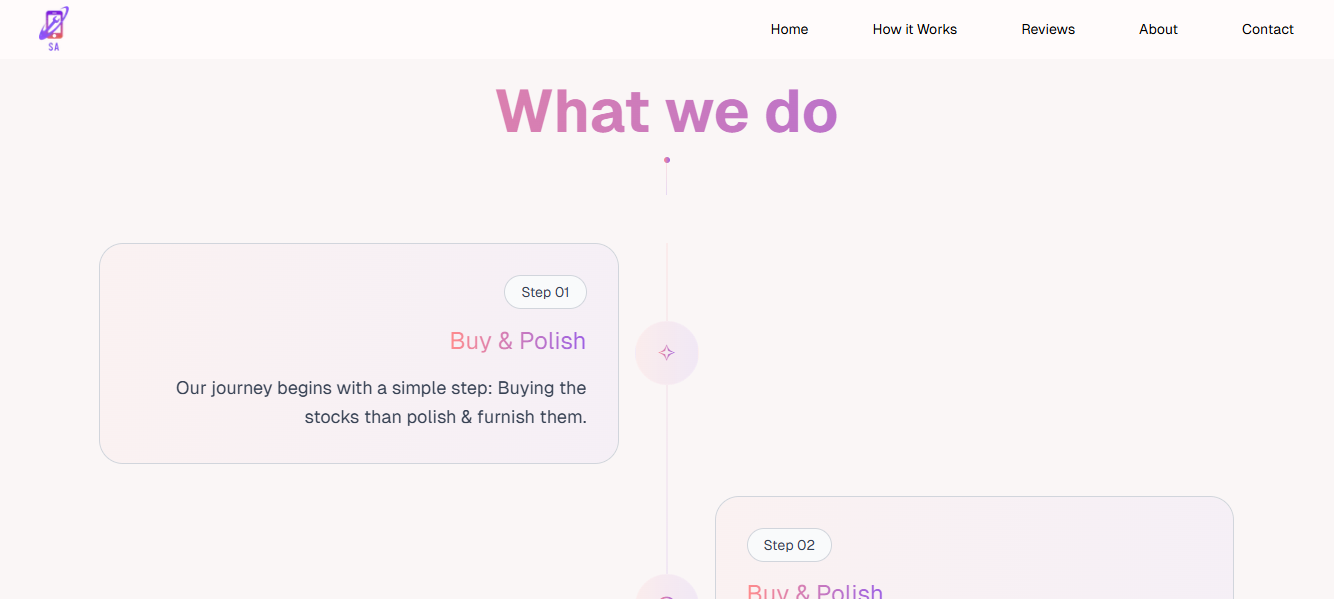 SA
Home
How it Works
Reviews
About
Contact
What we do
Step 01
Buy & Polish
Our journey begins with a simple step: Buying the
stocks than polish & furnish them.
Step 02
Buy & Polish